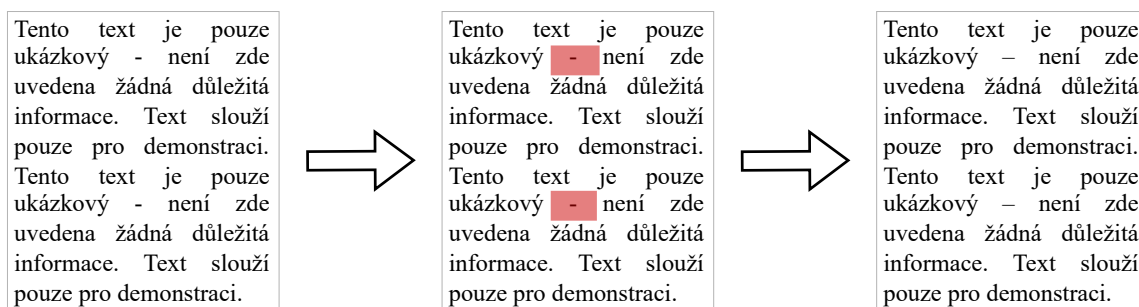 Tento text je pouze
ukázkový - není zde
uvedena žádná důležitá
informace. Text slouží
pouze pro demonstraci.
Tento text je pouze
ukázkový - není zde
uvedena žádná důležitá
informace. Text slouží
pouze pro demonstraci.
Tento text je pouze
ukázkový - není zde
uvedena žádná důležitá
informace. Text slouží
pouze pro demonstraci.
Tento text je pouze
ukázkový - není zde
uvedena žádná důležitá
informace. Text slouží
pouze pro demonstraci.
Tento text je pouze
ukázkový – není zde
uvedena žádná důležitá
informace. Text slouží
pouze pro demonstraci.
Tento text je pouze
ukázkový – není zde
uvedena žádná důležitá
informace. Text slouží
pouze pro demonstraci.